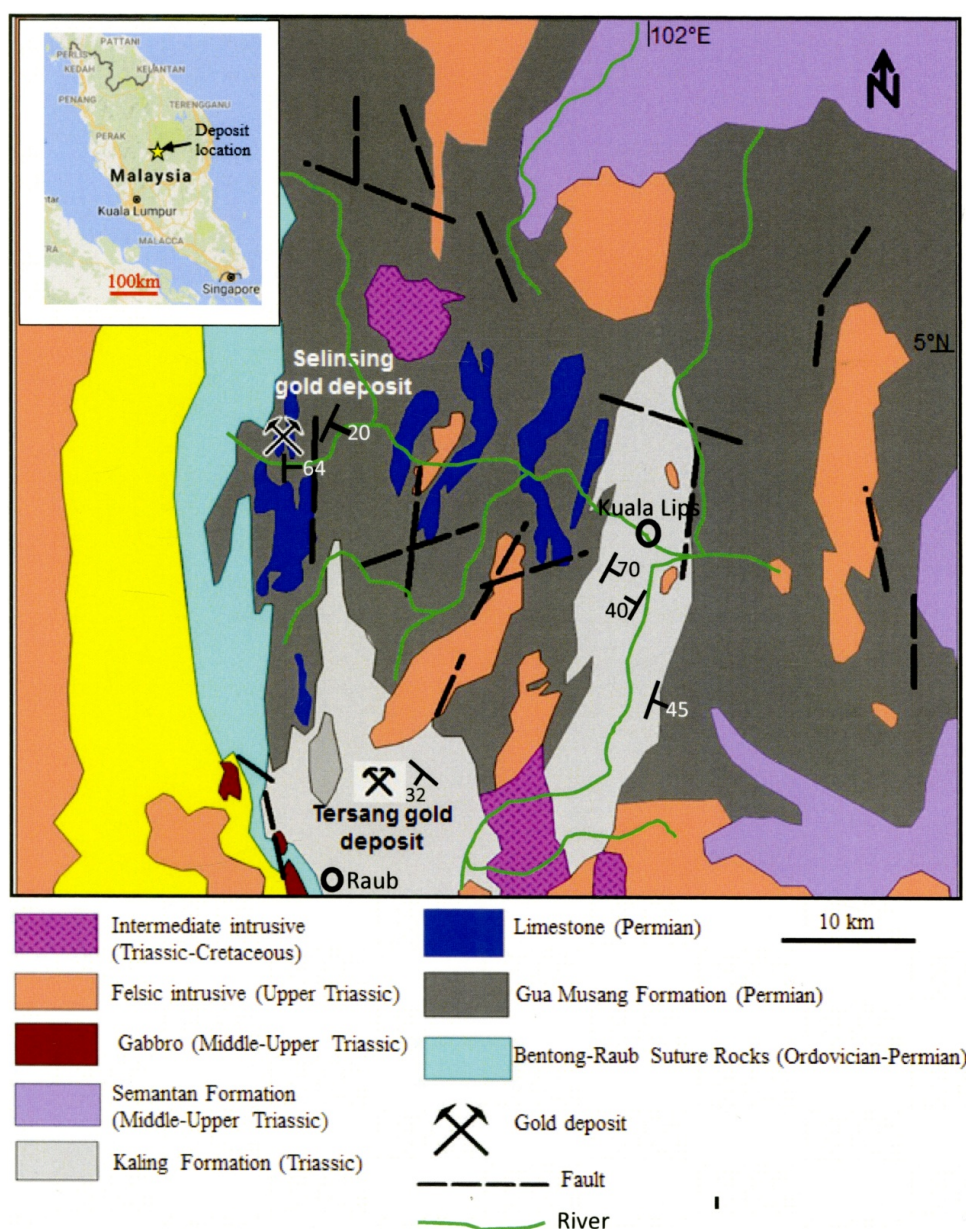 PATTANI
PERLIS
KEDAH
KELANTAN
PENANG
TERENGGANU
PERAK
Deposit
location
Malaysia
Kuala Lumpur
MALACCA
Singapore
100km
102°E
N
5°N
Selinsing
gold deposit
20
64
Kuala Lips
70
40
45
32
Tersang gold
deposit
Raub
Intermediate intrusive
(Triassic-Cretaceous)
Felsic intrusive (Upper Triassic)
Gabbro (Middle-Upper Triassic)
Semantan Formation
(Middle-Upper Triassic)
Kaling Formation (Triassic)
Limestone (Permian)
10 km
Gua Musang Formation (Permian)
Bentong-Raub Suture Rocks (Ordovician-Permian)
Gold deposit
Fault
River